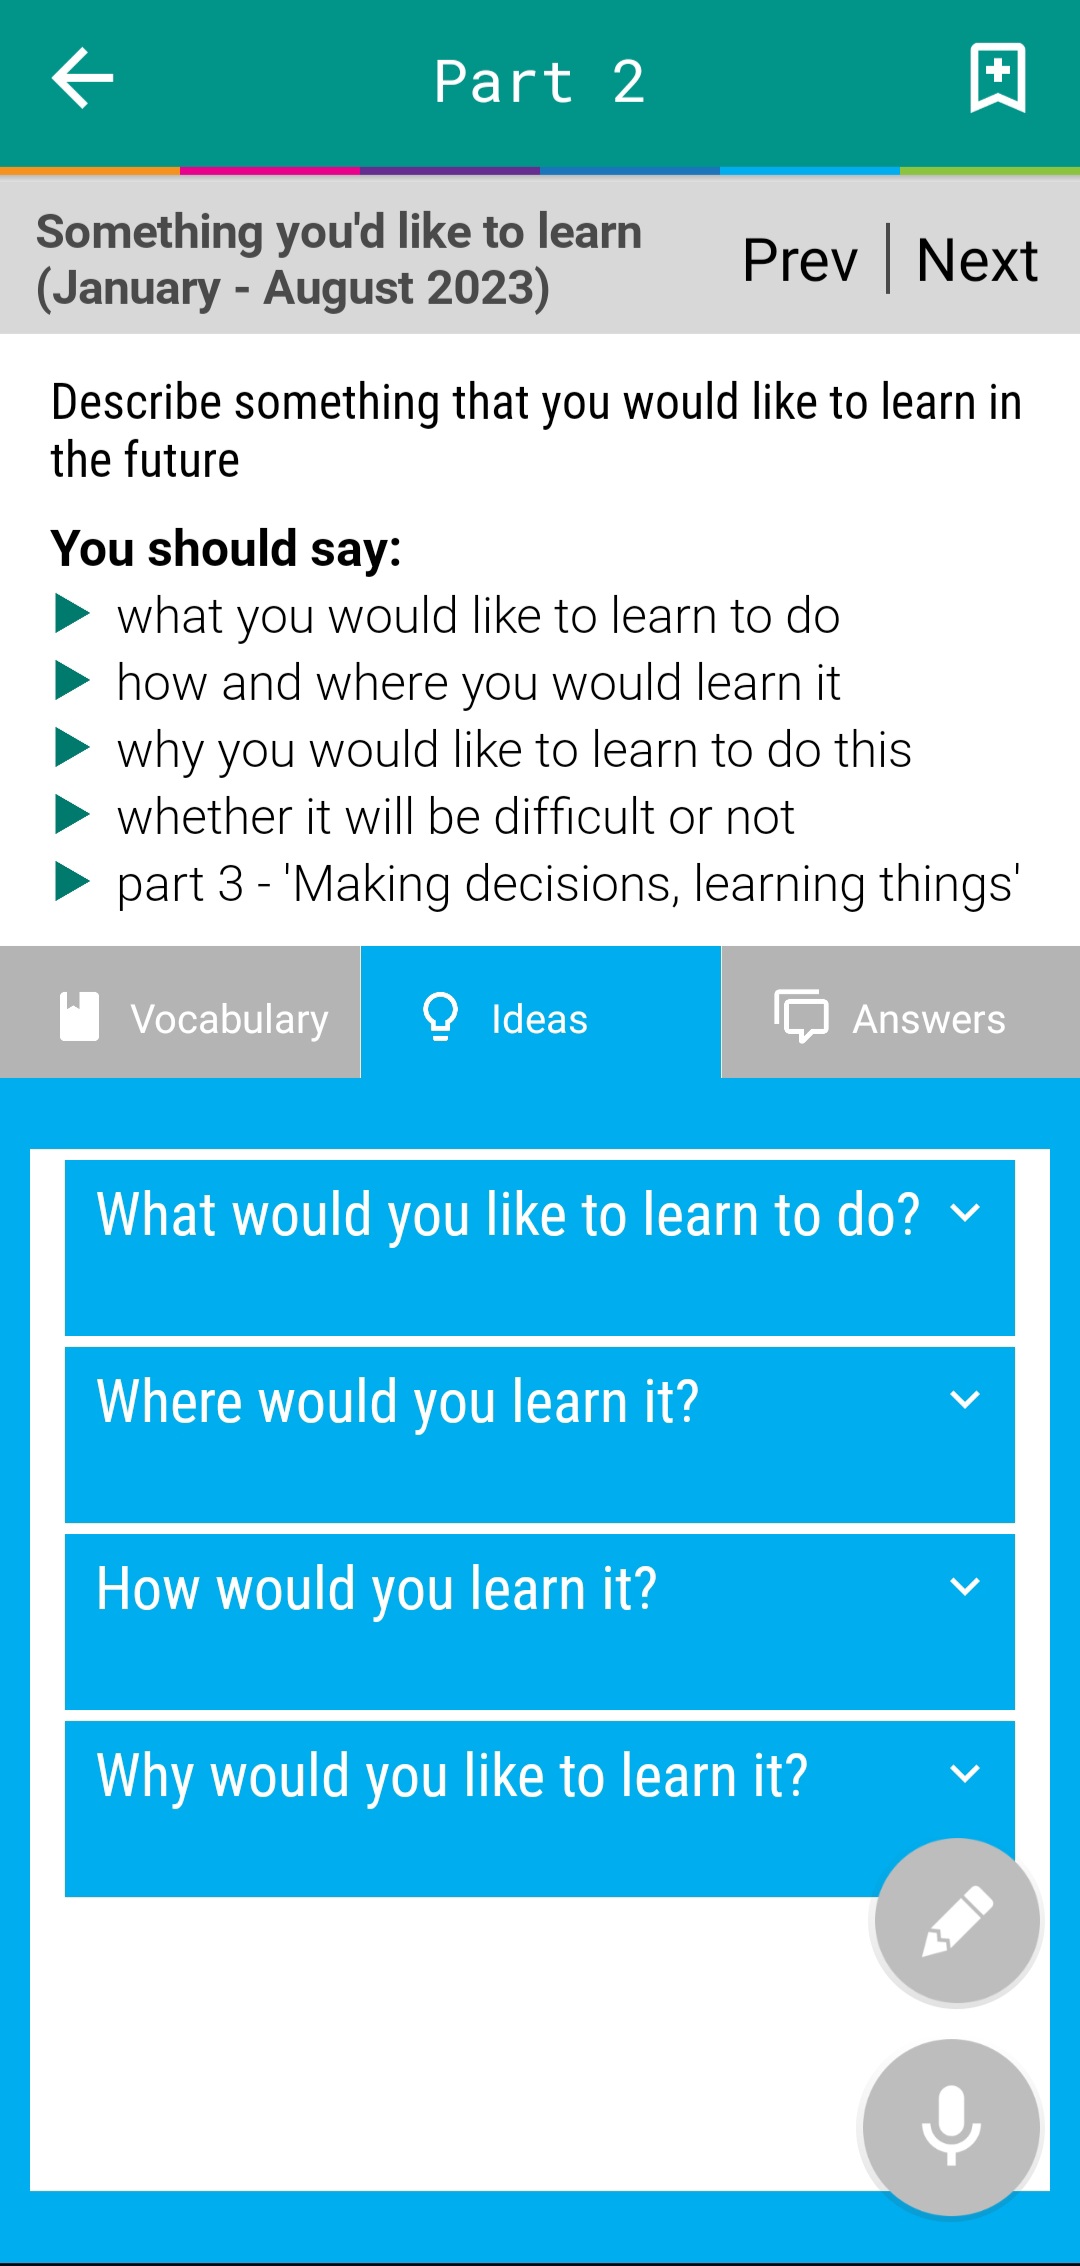 Part 2
Something you'd like to learn
(January - August 2023)
Prev | Next
Describe something that you would like to learn in
the future
You should say:
what you would like to learn to do
how and where you would learn it
why you would like to learn to do this
whether it will be difficult or not
part 3 - 'Making decisions, learning things'
Vocabulary
Ideas
Answers
What would you like to learn to do?
Where would you learn it?
How would you learn it?
Why would you like to learn it?